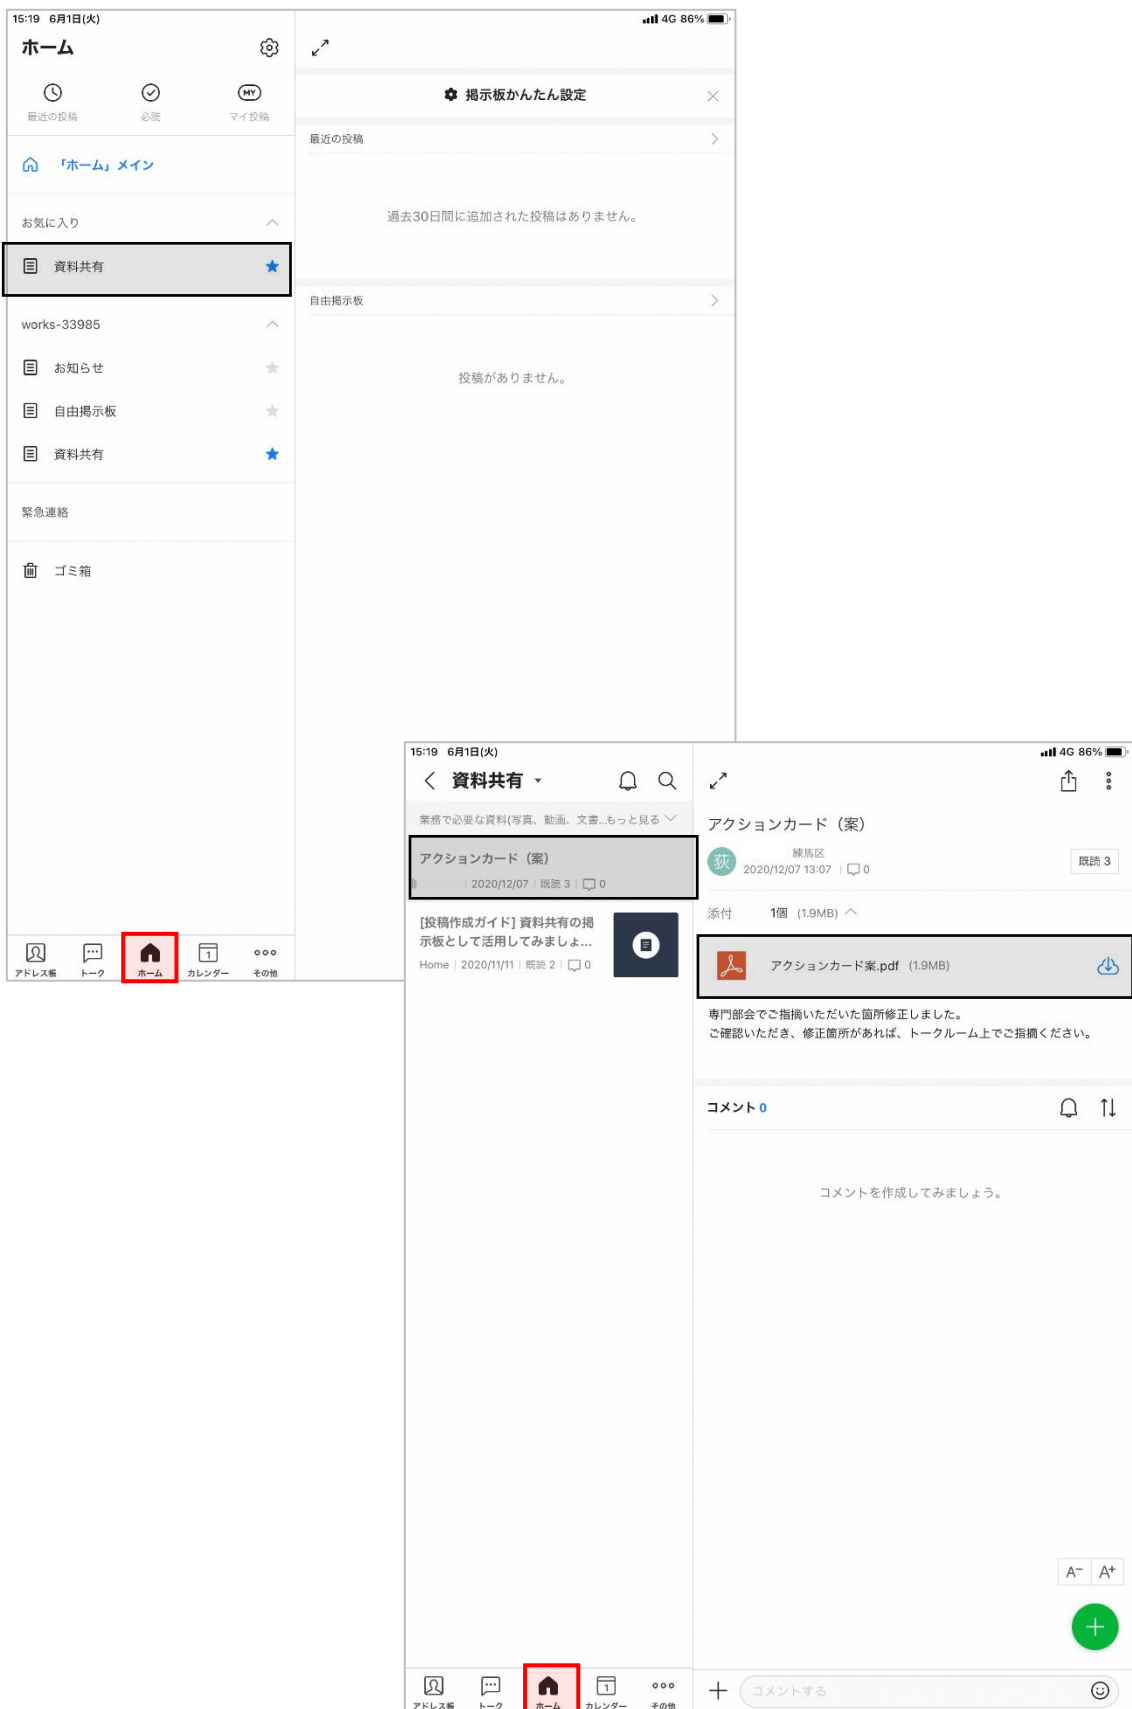 15:19 6月1日(火)
4G 86%
ホーム
最近の投稿
必読
MY
マイ投稿
「ホーム」メイン
お気に入り
資料共有
works-33985
お知らせ
自由掲示板
資料共有
緊急連絡
ゴミ箱
アドレス帳
トーク
ホーム
1
カレンダー
その他
掲示板かんたん設定
最近の投稿
過去30日間に追加された投稿はありません。
自由掲示板
投稿がありません。
15:19 6月1日(火)
4G 86%
資料共有
業務で必要な資料(写真、動画、文書...もっと見る
アクションカード（案）
2020/12/07 既読 3 0
[投稿作成ガイド] 資料共有の掲
示板として活用してみましょ...
Home 2020/11/11 既読 2 0
アドレス帳
トーク
ホーム
1
カレンダー
その他
アクションカード（案）
荻
練馬区
2020/12/07 13:07 0
既読 3
添付 1個 (1.9MB)
アクションカード案.pdf (1.9MB)
専門部会でご指摘いただいた箇所修正しました。
ご確認いただき、修正箇所があれば、トークルーム上でご指摘ください。
コメント 0
コメントを作成してみましょう。
A- A+
コメントする